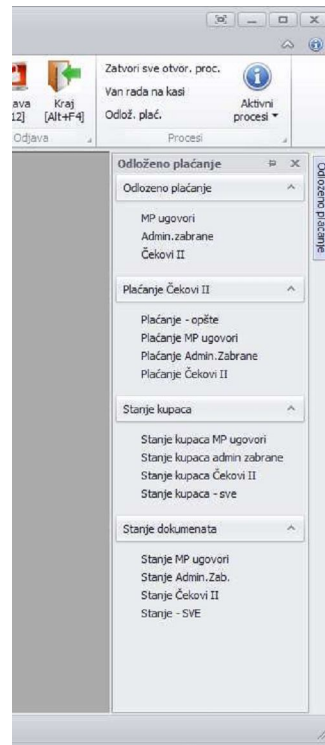 Zatvori sve otvor. proc.
Van rada na kasi
Odlož. plać.
Kraj
[Alt+F4]
Aktivni
procesi
Odjava
Procesi
Odloženo plaćanje
Odlozeno plaćanje
MP ugovori
Admin.zabrane
Čekovi II
Plaćanje Čekovi II
Plaćanje - opšte
Plaćanje MP ugovori
Plaćanje Admin.Zabrane
Plaćanje Čekovi II
Stanje kupaca
Stanje kupaca MP ugovori
Stanje kupaca admin zabrane
Stanje kupaca Čekovi II
Stanje kupaca - sve
Stanje dokumenata
Stanje MP ugovori
Stanje Admin.Zab.
Stanje Čekovi II
Stanje - SVE
Odloženo plaćanje